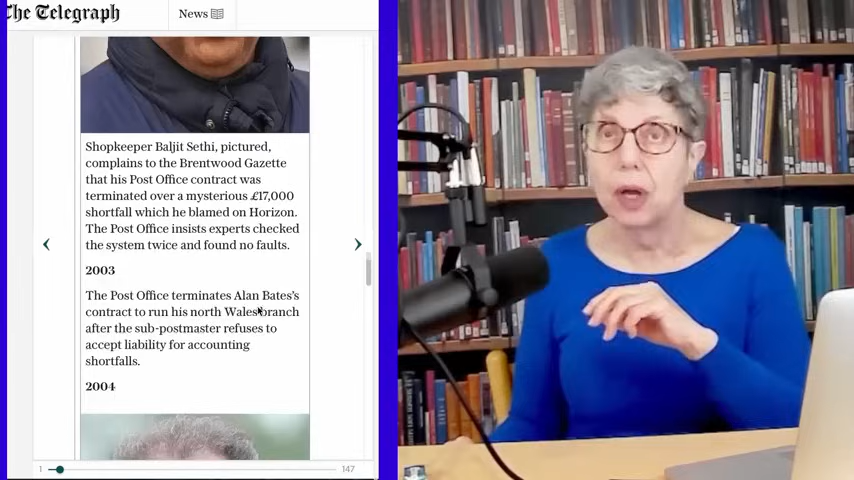 The Telegraph
News
Shopkeeper Baljit Sethi, pictured,
complains to the Brentwood Gazette
that his Post Office contract was
terminated over a mysterious £17,000
shortfall which he blamed on Horizon.
The Post Office insists experts checked
the system twice and found no faults.
2003
The Post Office terminates Alan Bates's
contract to run his north Wales branch
after the sub-postmaster refuses to
accept liability for accounting
shortfalls.
2004
1
147